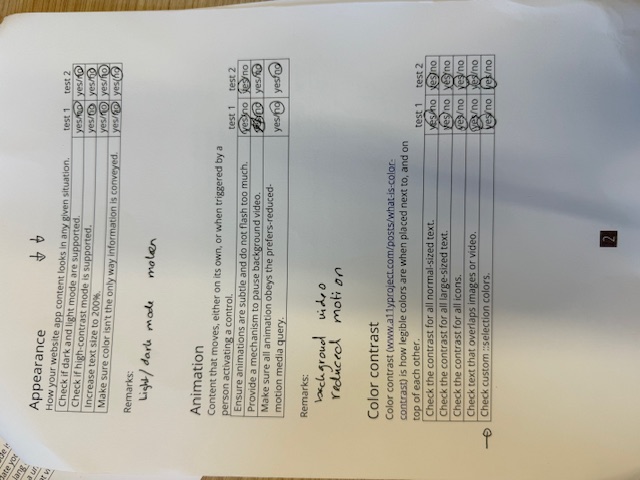 Appearance
How your website app content looks in any given situation. test 1 test 2
Check if dark and light mode are supported. yes/no yes/no
Check if high-contrast mode is supported. yes/no yes/no
Increase text size to 200%. yes/no yes/no
Make sure color isn't the only way information is conveyed. yes/no yes/no
Remarks:
Light/dark mode maken
Animation
Content that moves, either on its own, or when triggered by a
person activating a control. test 1 test 2
Ensure animations are subtle and do not flash too much. yes/no yes/no
Provide a mechanism to pause background video. yes/no yes/no
Make sure all animation obeys the prefers-reduced-
motion media query. yes/no yes/no
Remarks:
backgroud video
reduced motion
Color contrast
Color contrast (www.a11yproject.com/posts/what-is-color-
contrast) is how legible colors are when placed next to, and on
top of each other. test 1 test 2
Check the contrast for all normal-sized text. yes/no yes/no
Check the contrast for all large-sized text. yes/no yes/no
Check the contrast for all icons. yes/no yes/no
Check text that overlaps images or video. yes/no yes/no
Check custom ::selection colors. yes/no yes/no
2